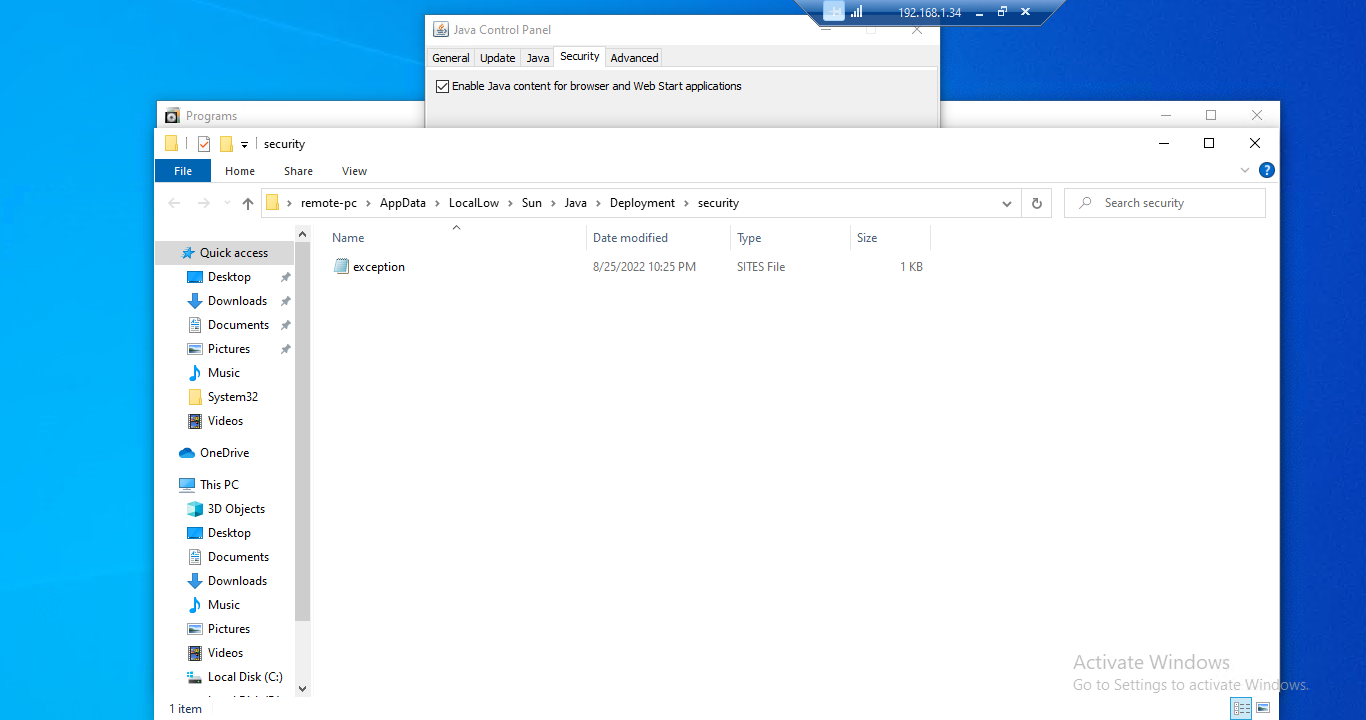 192.168.1.34
Java Control Panel
General Update Java Security Advanced
Enable Java content for browser and Web Start applications
Programs
security
File Home Share View
remote-pc > AppData > LocalLow > Sun > Java > Deployment > security
Search security
Name Date modified Type Size
exception 8/25/2022 10:25 PM SITES File 1 KB
Quick access
Desktop
Downloads
Documents
Pictures
Music
System32
Videos
OneDrive
This PC
3D Objects
Desktop
Documents
Downloads
Music
Pictures
Videos
Local Disk (C:)
1 item
Activate Windows
Go to Settings to activate Windows.